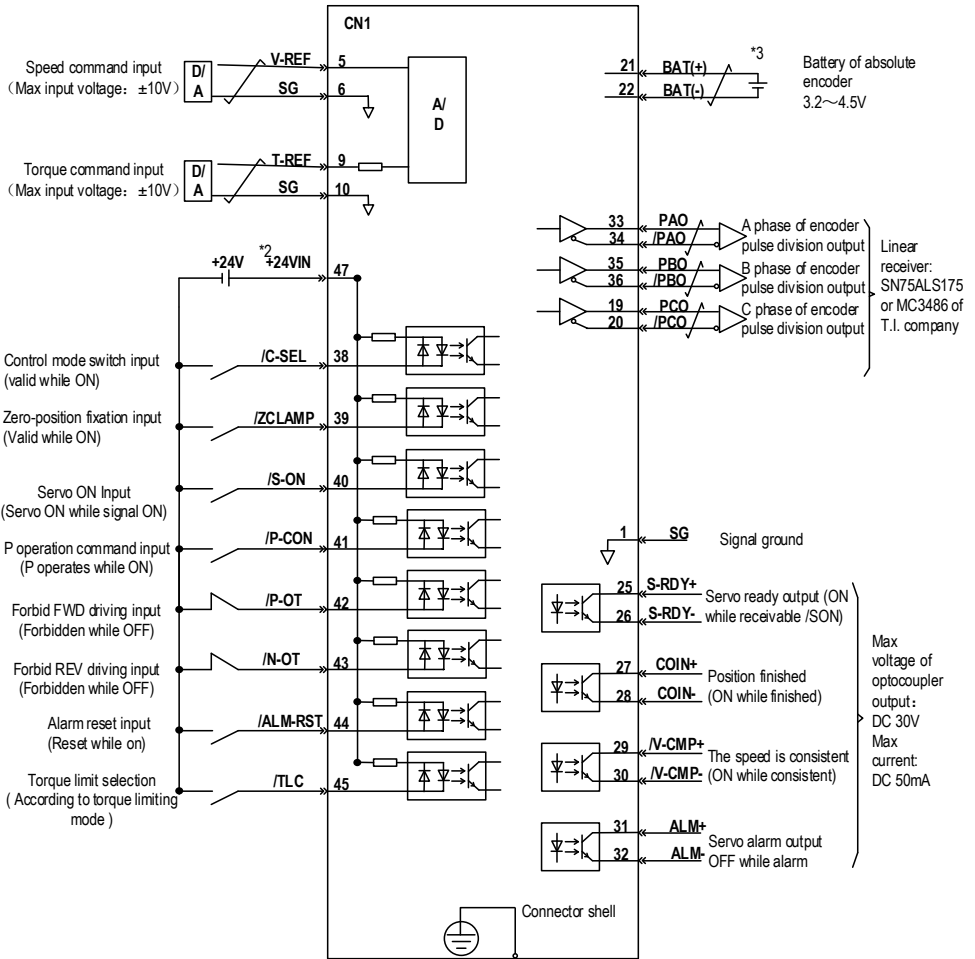 CN1
Speed command input
（Max input voltage：±10V）
D/
A
V-REF
5
SG
6
A/
D
Torque command input
（Max input voltage：±10V）
D/
A
T-REF
9
SG
10
+24V
*2
+24VIN
47
Control mode switch input
(valid while ON)
/C-SEL
38
Zero-position fixation input
(Valid while ON)
/ZCLAMP
39
Servo ON Input
(Servo ON while signal ON)
/S-ON
40
P operation command input
(P operates while ON)
/P-CON
41
Forbid FWD driving input
(Forbidden while OFF)
/P-OT
42
Forbid REV driving input
(Forbidden while OFF)
/N-OT
43
Alarm reset input
(Reset while on)
/ALM-RST
44
Torque limit selection
( According to torque limiting
mode )
/TLC
45
*3
21
BAT(+)
22
BAT(-)
Battery of absolute
encoder
3.2～4.5V
33
PAO
34
/PAO
A phase of encoder
pulse division output
35
PBO
36
/PBO
B phase of encoder
pulse division output
19
PCO
20
/PCO
C phase of encoder
pulse division output
Linear
receiver:
SN75ALS175
or MC3486 of
T.I. company
1
SG
Signal ground
25
S-RDY+
26
S-RDY-
Servo ready output (ON
while receivable /SON)
27
COIN+
28
COIN-
Position finished
(ON while finished)
29
/V-CMP+
30
/V-CMP-
The speed is consistent
(ON while consistent)
31
ALM+
32
ALM-
Servo alarm output
OFF while alarm
Max
voltage of
optocoupler
output：
DC 30V
Max
current:
DC 50mA
Connector shell